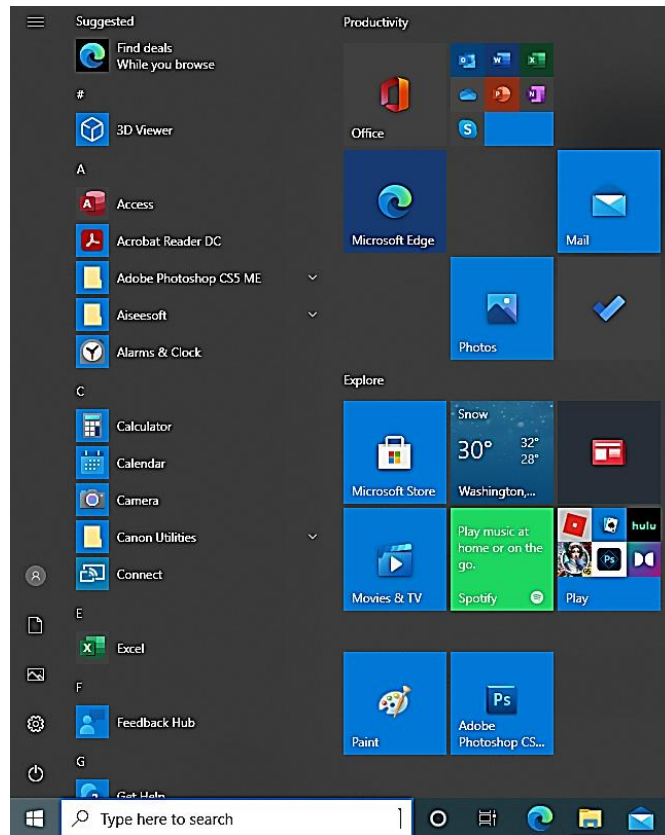 Suggested
Find deals
While you browse
#
3D Viewer
A
Access
Acrobat Reader DC
Adobe Photoshop CS5 ME
Aiseesoft
Alarms & Clock
C
Calculator
Calendar
Camera
Canon Utilities
Connect
E
Excel
F
Feedback Hub
G
Get Help
Productivity
Office
Microsoft Edge
Mail
Photos
Explore
Microsoft Store
Snow
30°
32°
28°
Washington,...
Movies & TV
Play music at
home or on the
go.
Spotify
hulu
Ps
Play
Paint
Ps
Adobe
Photoshop CS...
Type here to search